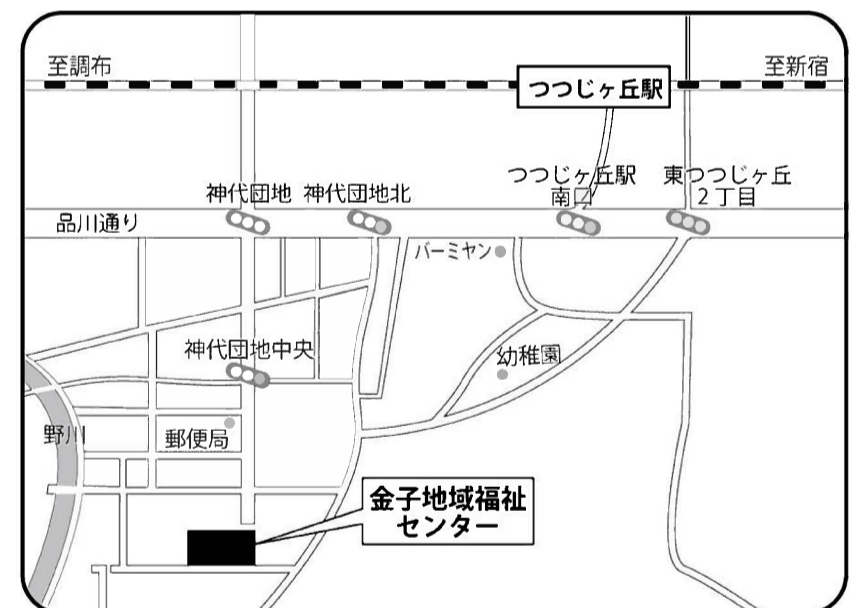 至調布
至新宿
つつじヶ丘駅
神代団地
神代団地北
つつじヶ丘駅
南口
東つつじヶ丘
2丁目
品川通り
バーミヤン
神代団地中央
幼稚園
野川
郵便局
金子地域福祉
センター